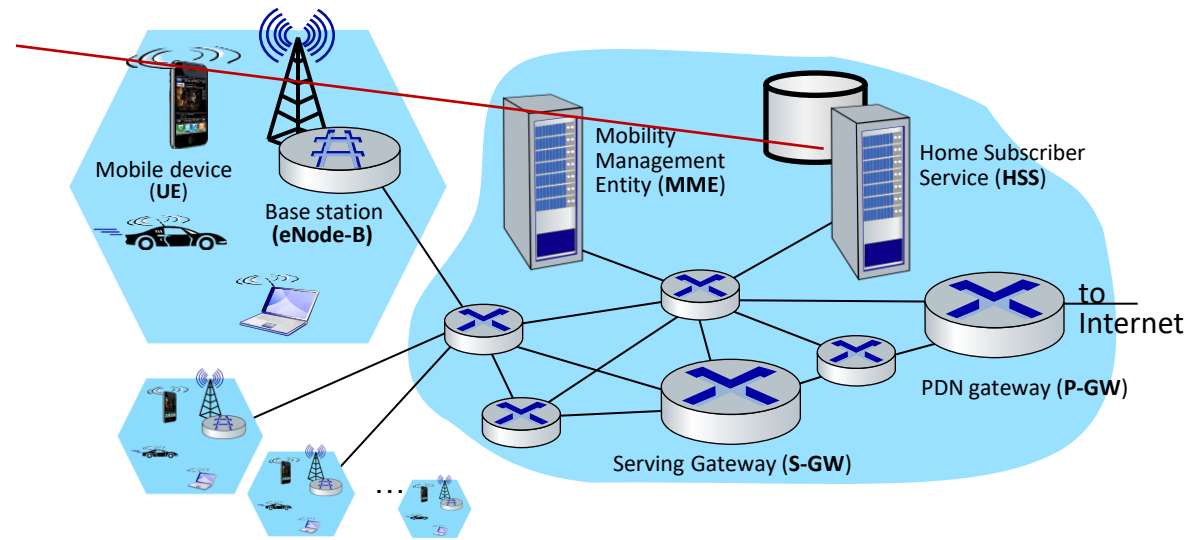 Mobile device
(UE)
Base station
(eNode-B)
Mobility
Management
Entity (MME)
Home Subscriber
Service (HSS)
to
Internet
PDN gateway (P-GW)
Serving Gateway (S-GW)
...